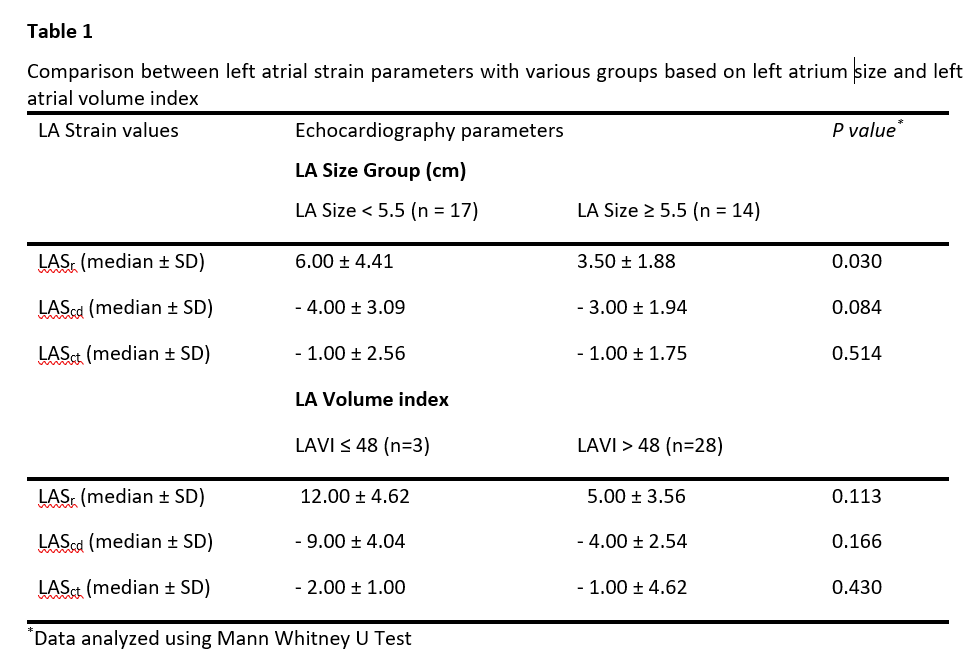 Table 1
Comparison between left atrial strain parameters with various groups based on left atrium size and left
atrial volume index
LA Strain values Echocardiography parameters P value*
LA Size Group (cm)
LA Size < 5.5 (n = 17) LA Size ≥ 5.5 (n = 14)
LASr (median ± SD) 6.00 ± 4.41 3.50 ± 1.88 0.030
LAScd (median ± SD) - 4.00 ± 3.09 - 3.00 ± 1.94 0.084
LASct (median ± SD) - 1.00 ± 2.56 - 1.00 ± 1.75 0.514
LA Volume index
LAVI ≤ 48 (n=3) LAVI > 48 (n=28)
LASr (median ± SD) 12.00 ± 4.62 5.00 ± 3.56 0.113
LAScd (median ± SD) - 9.00 ± 4.04 - 4.00 ± 2.54 0.166
LASct (median ± SD) - 2.00 ± 1.00 - 1.00 ± 4.62 0.430
*Data analyzed using Mann Whitney U Test